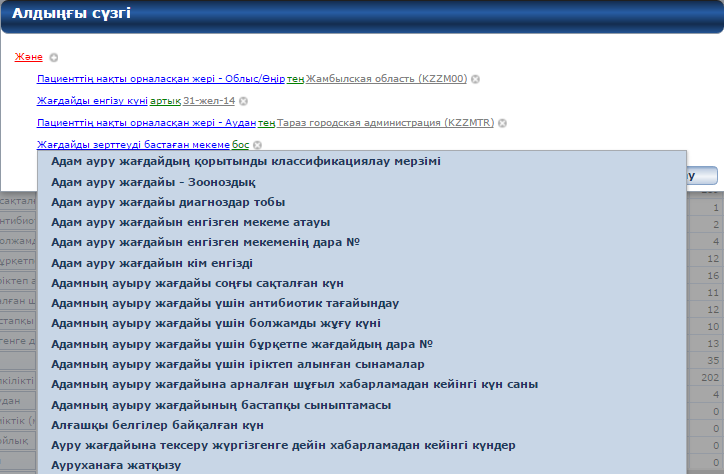 Алдыңғы сүзгі
Және
Пациенттің нақты орналасқан жері - Облыс/Өңір тең Жамбылская область (KZZM00)
Жағдайды енгізу күні артық 31-жел-14
Пациенттің нақты орналасқан жері - Аудан тең Тараз городская администрация (KZZMTR)
Жағдайды зерттеуді бастаған мекеме бос
Адам ауру жағдайдың қорытынды классификациялау мерзімі
Адам ауру жағдайы - Зооноздық
Адам ауру жағдайы диагноздар тобы
Адам ауру жағдайын енгізген мекеме атауы
Адам ауру жағдайын енгізген мекеменің дара №
Адам ауру жағдайын кім енгізді
Адамның ауыру жағдайы соңғы сақталған күн
Адамның ауыру жағдайы үшін антибиотик тағайындау
Адамның ауыру жағдайы үшін болжамды жұғу күні
Адамның ауыру жағдайы үшін бұркетпе жағдайдың дара №
Адамның ауыру жағдайы үшін іріктеп алынған сынамалар
Адамның ауыру жағдайына арналған шұғыл хабарламадан кейінгі күн саны
Адамның ауыру жағдайының бастапқы сыныптамасы
Алғашқы белгілер байқалған күн
Ауру жағдайына тексеру жүргізгенге дейін хабарламадан кейінгі күндер
Ауруханаға жатқызу
1
2
4
12
16
11
12
10
13
35
202
4
0
0
0
0